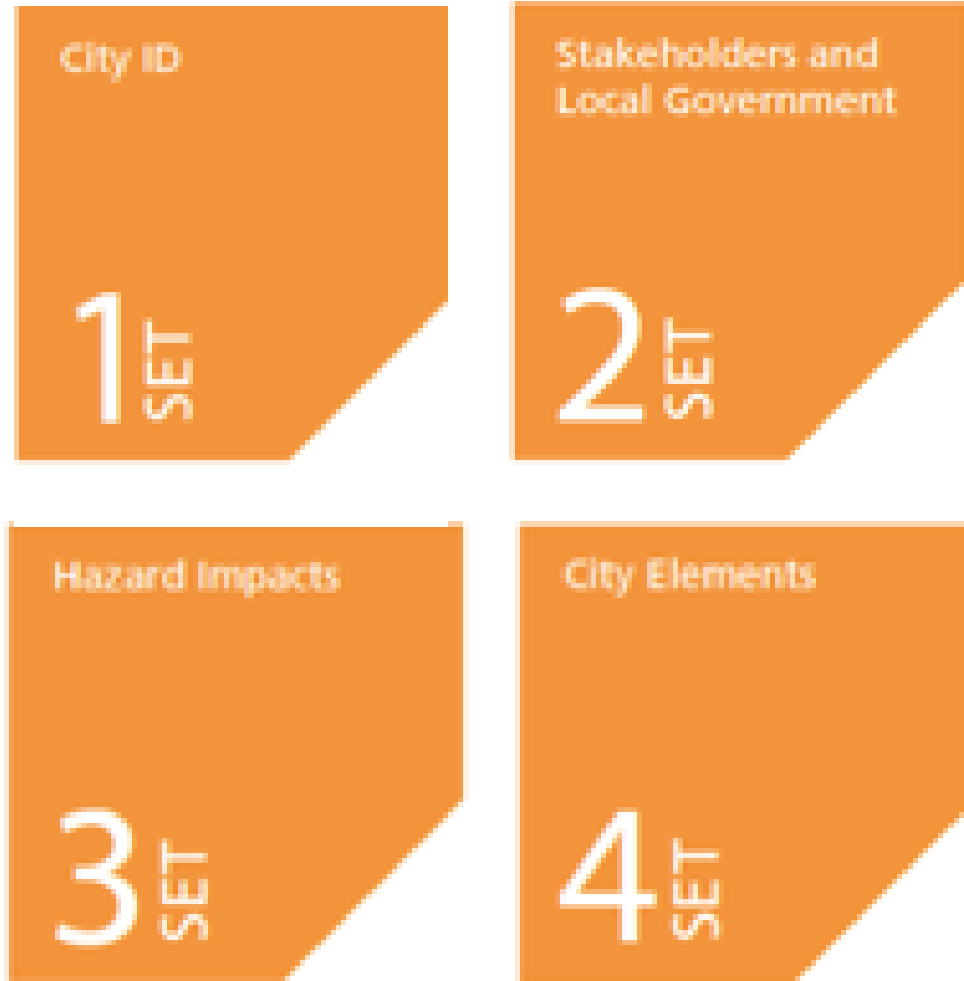 City ID
1 SET
Stakeholders and
Local Government
2 SET
Hazard Impacts
3 SET
City Elements
4 SET